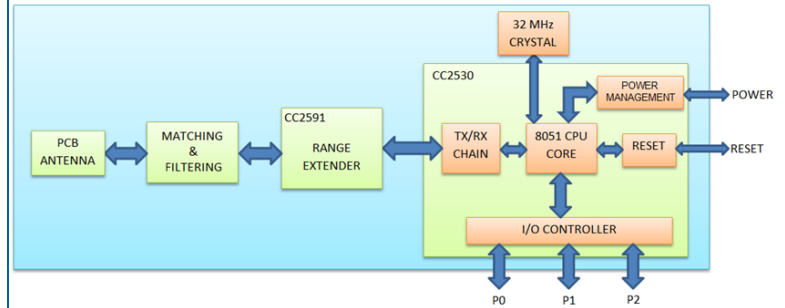 32 MHz
CRYSTAL
CC2530
POWER
MANAGEMENT
POWER
CC2591
PCB
ANTENNA
MATCHING
&
FILTERING
RANGE
EXTENDER
TX/RX
CHAIN
8051 CPU
CORE
RESET
RESET
I/O CONTROLLER
P0
P1
P2